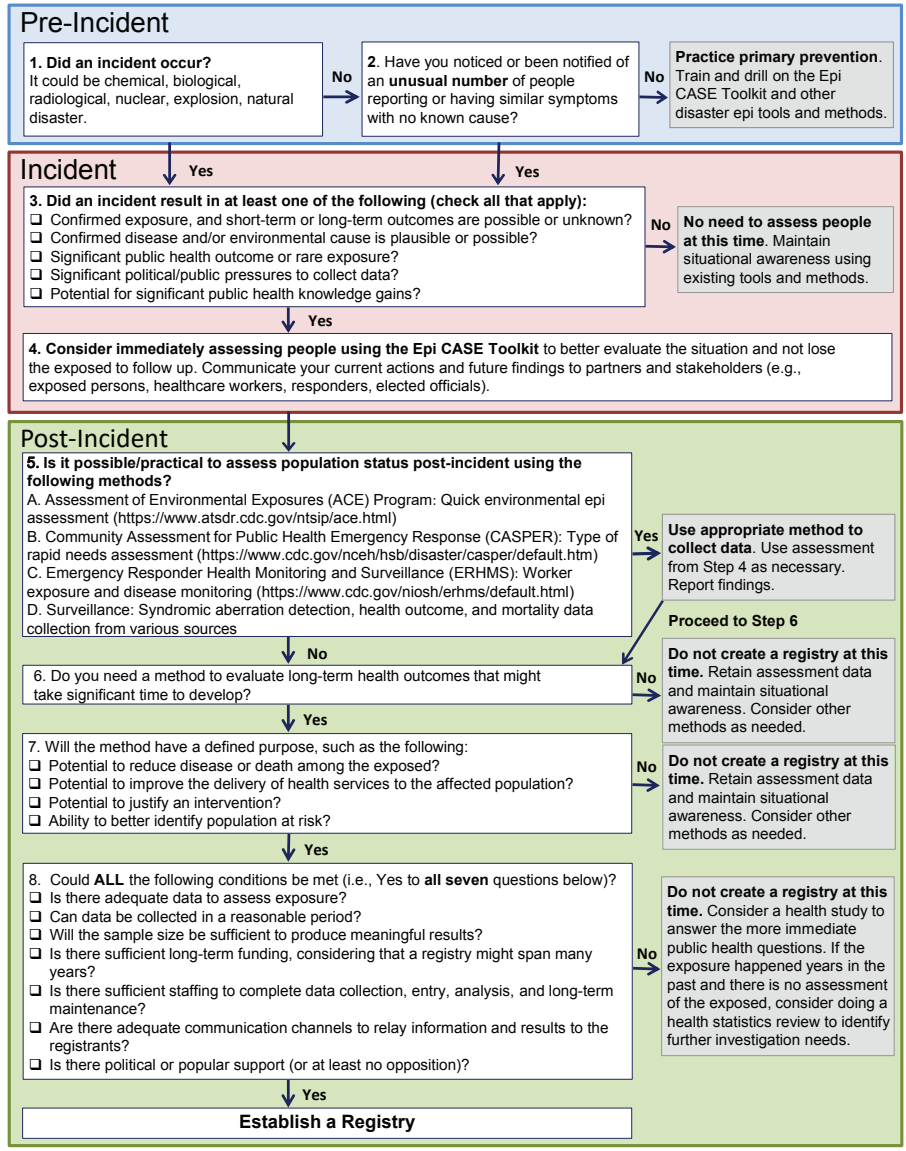 Pre-Incident
1. Did an incident occur?
It could be chemical, biological,
radiological, nuclear, explosion, natural
disaster.
No
2. Have you noticed or been notified of
an unusual number of people
reporting or having similar symptoms
with no known cause?
No
Practice primary prevention.
Train and drill on the Epi
CASE Toolkit and other
disaster epi tools and methods.
Yes
Yes
Incident
3. Did an incident result in at least one of the following (check all that apply):
❑ Confirmed exposure, and short-term or long-term outcomes are possible or unknown?
❑ Confirmed disease and/or environmental cause is plausible or possible?
❑ Significant public health outcome or rare exposure?
❑ Significant political/public pressures to collect data?
❑ Potential for significant public health knowledge gains?
No
No need to assess people
at this time. Maintain
situational awareness using
existing tools and methods.
Yes
4. Consider immediately assessing people using the Epi CASE Toolkit to better evaluate the situation and not lose
the exposed to follow up. Communicate your current actions and future findings to partners and stakeholders (e.g.,
exposed persons, healthcare workers, responders, elected officials).
Post-Incident
5. Is it possible/practical to assess population status post-incident using the
following methods?
A. Assessment of Environmental Exposures (ACE) Program: Quick environmental epi
assessment (https://www.atsdr.cdc.gov/ntsip/ace.html)
B. Community Assessment for Public Health Emergency Response (CASPER): Type of
rapid needs assessment (https://www.cdc.gov/nceh/hsb/disaster/casper/default.htm)
C. Emergency Responder Health Monitoring and Surveillance (ERHMS): Worker
exposure and disease monitoring (https://www.cdc.gov/niosh/erhms/default.html)
D. Surveillance: Syndromic aberration detection, health outcome, and mortality data
collection from various sources
Yes
Use appropriate method to
collect data. Use assessment
from Step 4 as necessary.
Report findings.
Proceed to Step 6
No
6. Do you need a method to evaluate long-term health outcomes that might
take significant time to develop?
No
Do not create a registry at this
time. Retain assessment data
and maintain situational
awareness. Consider other
methods as needed.
Yes
7. Will the method have a defined purpose, such as the following:
❑ Potential to reduce disease or death among the exposed?
❑ Potential to improve the delivery of health services to the affected population?
❑ Potential to justify an intervention?
❑ Ability to better identify population at risk?
No
Do not create a registry at this
time. Retain assessment data
and maintain situational
awareness. Consider other
methods as needed.
Yes
8. Could ALL the following conditions be met (i.e., Yes to all seven questions below)?
❑ Is there adequate data to assess exposure?
❑ Can data be collected in a reasonable period?
❑ Will the sample size be sufficient to produce meaningful results?
❑ Is there sufficient long-term funding, considering that a registry might span many
years?
❑ Is there sufficient staffing to complete data collection, entry, analysis, and long-term
maintenance?
❑ Are there adequate communication channels to relay information and results to the
registrants?
❑ Is there political or popular support (or at least no opposition)?
No
Do not create a registry at this
time. Consider a health study to
answer the more immediate
public health questions. If the
exposure happened years in the
past and there is no assessment
of the exposed, consider doing a
health statistics review to identify
further investigation needs.
Yes
Establish a Registry